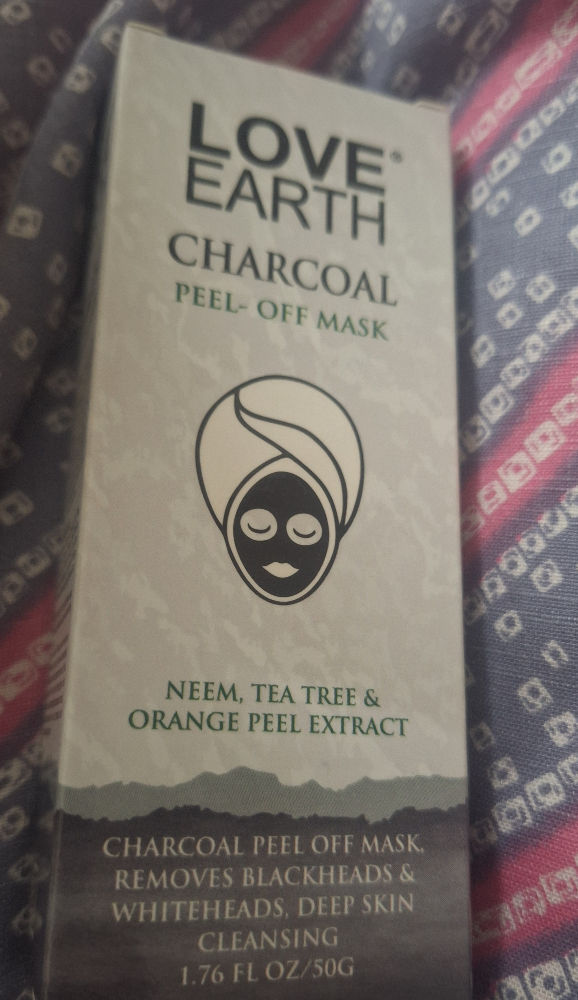 LOVE®
EARTH
CHARCOAL
PEEL- OFF MASK
NEEM, TEA TREE &
ORANGE PEEL EXTRACT
CHARCOAL PEEL OFF MASK,
REMOVES BLACKHEADS &
WHITEHEADS, DEEP SKIN
CLEANSING
1.76 FL OZ/50G